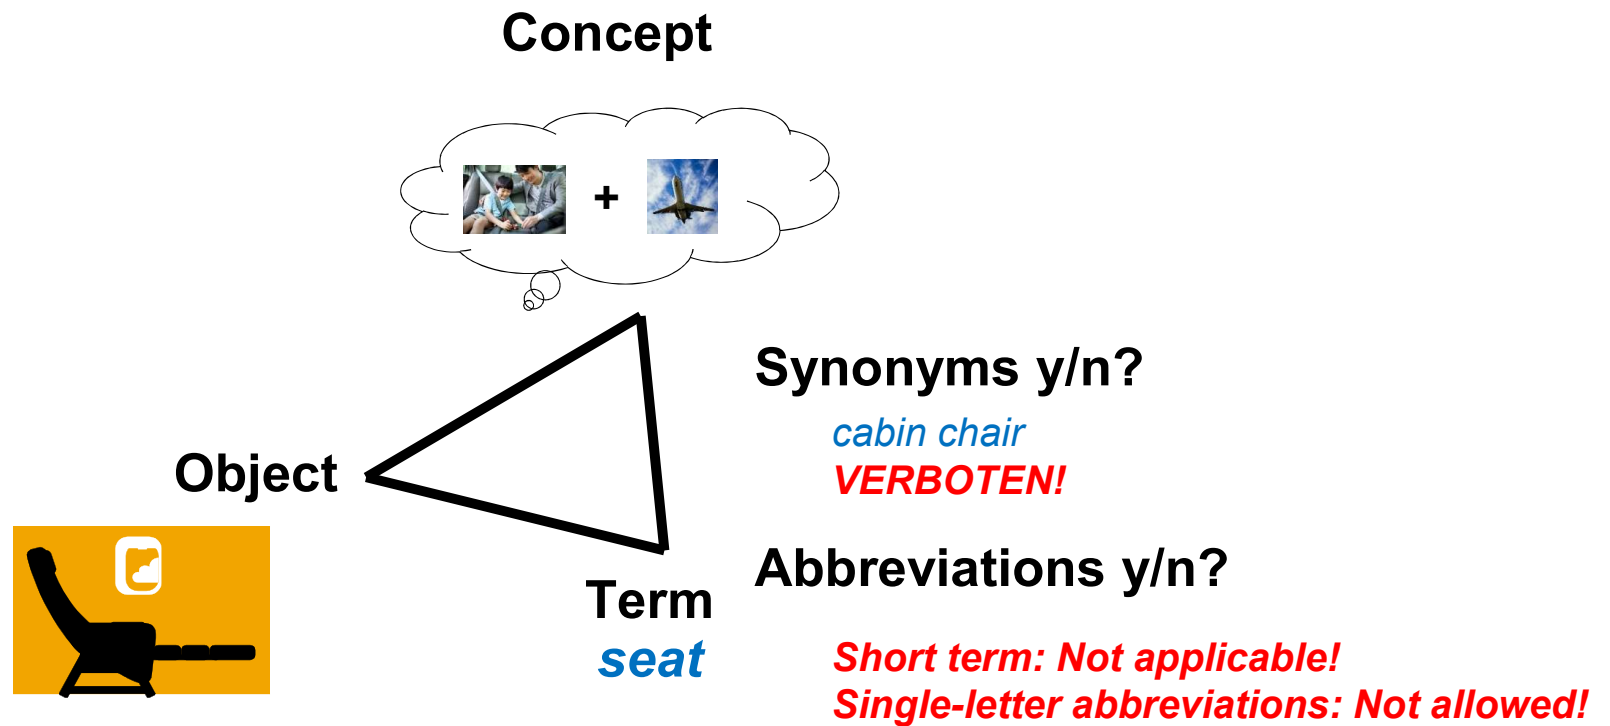 Concept
+
Synonyms y/n?
cabin chair
VERBOTEN!
Object
Abbreviations y/n?
Term
seat
Short term: Not applicable!
Single-letter abbreviations: Not allowed!